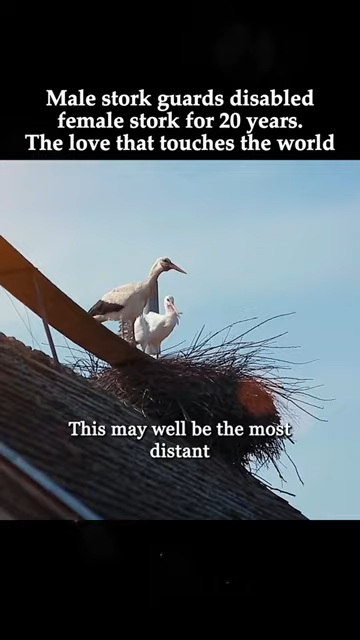 Male stork guards disabled
female stork for 20 years.
The love that touches the world
This may well be the most
distant